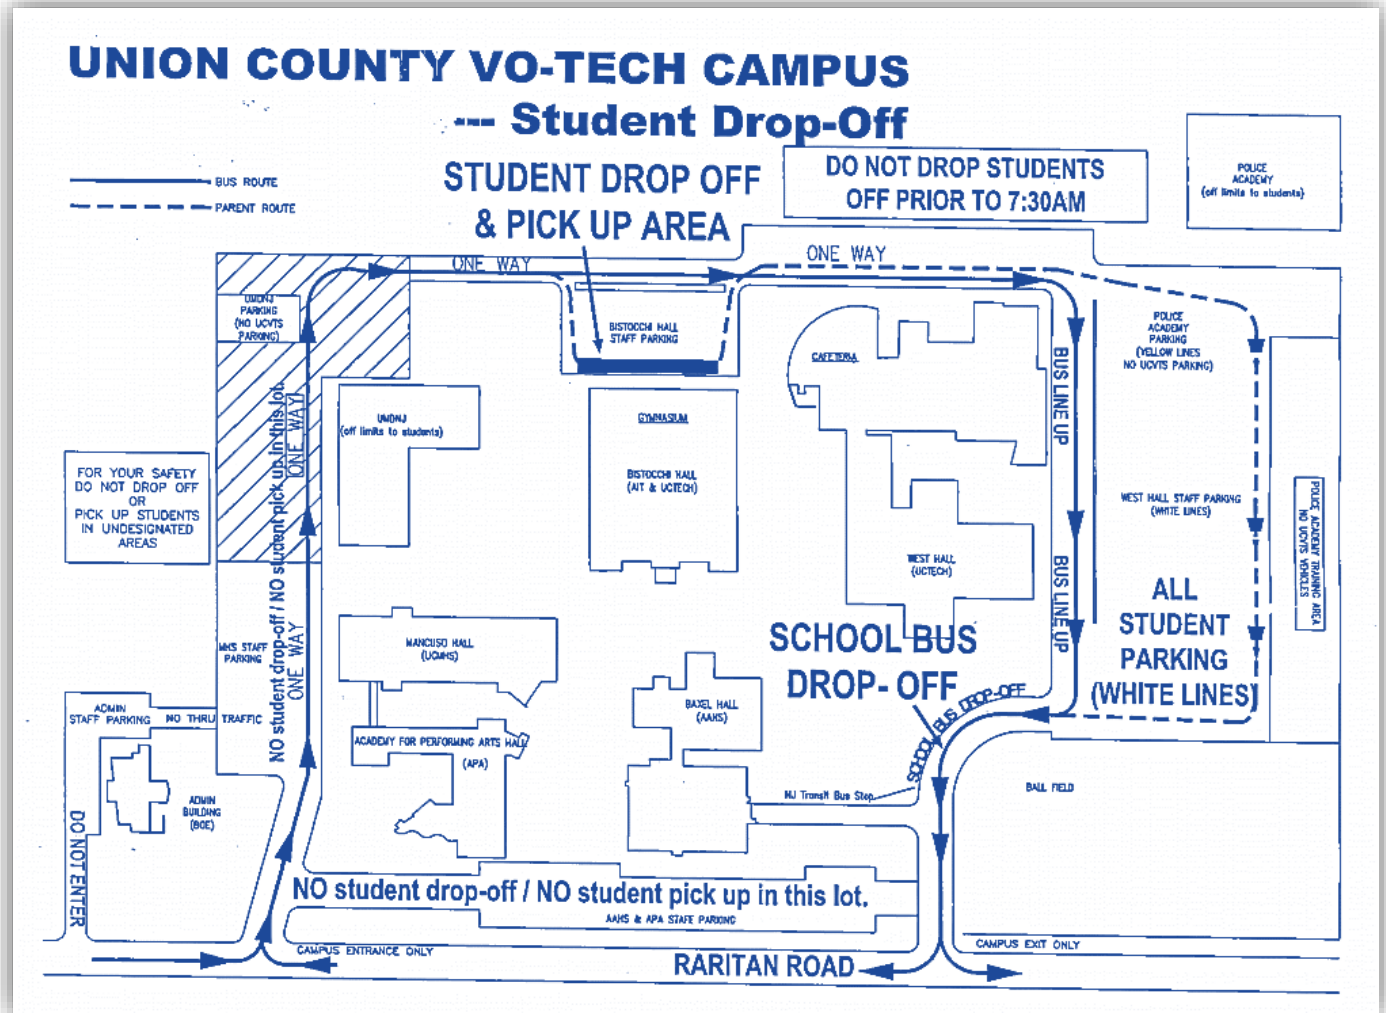 UNION COUNTY VO-TECH CAMPUS
--- Student Drop-Off
BUS ROUTE
PARENT ROUTE
STUDENT DROP OFF
& PICK UP AREA
DO NOT DROP STUDENTS
OFF PRIOR TO 7:30AM
POLICE
ACADEMY
(off limits to students)
ONE WAY
ONE WAY
UMDNJ
PARKING
(NO UCVTS
PARKING)
BISTOCCHI HALL
STAFF PARKING
CAFETERIA
POLICE
ACADEMY
PARKING
(YELLOW LINES
NO UCVTS PARKING)
BUS LINE UP
UMDNJ
(off limits to students)
GYMNASIUM
BISTOCCHI HALL
(AIT & UCTECH)
ONE WAY
NO student drop-off / NO student pick up in this lot.
FOR YOUR SAFETY
DO NOT DROP OFF
OR
PICK UP STUDENTS
IN UNDESIGNATED
AREAS
WEST HALL STAFF PARKING
(WHITE LINES)
POLICE ACADEMY TRAINING AREA
NO UCVTS VEHICLES
WEST HALL
(UCTECH)
BUS LINE UP
ALL
STUDENT
PARKING
(WHITE LINES)
MHS STAFF
PARKING
ONE WAY
MANCUSO HALL
(UCMHS)
SCHOOL BUS
DROP- OFF
SCHOOL BUS DROP-OFF
ADMIN
STAFF PARKING
NO THRU TRAFFIC
BAXEL HALL
(AAHS)
ACADEMY FOR PERFORMING ARTS HALL
(APA)
ADMIN
BUILDING
(BOE)
NJ Transit Bus Stop
BALL FIELD
DO NOT ENTER
NO student drop-off / NO student pick up in this lot.
AAHS & APA STAFF PARKING
CAMPUS ENTRANCE ONLY
CAMPUS EXIT ONLY
RARITAN ROAD